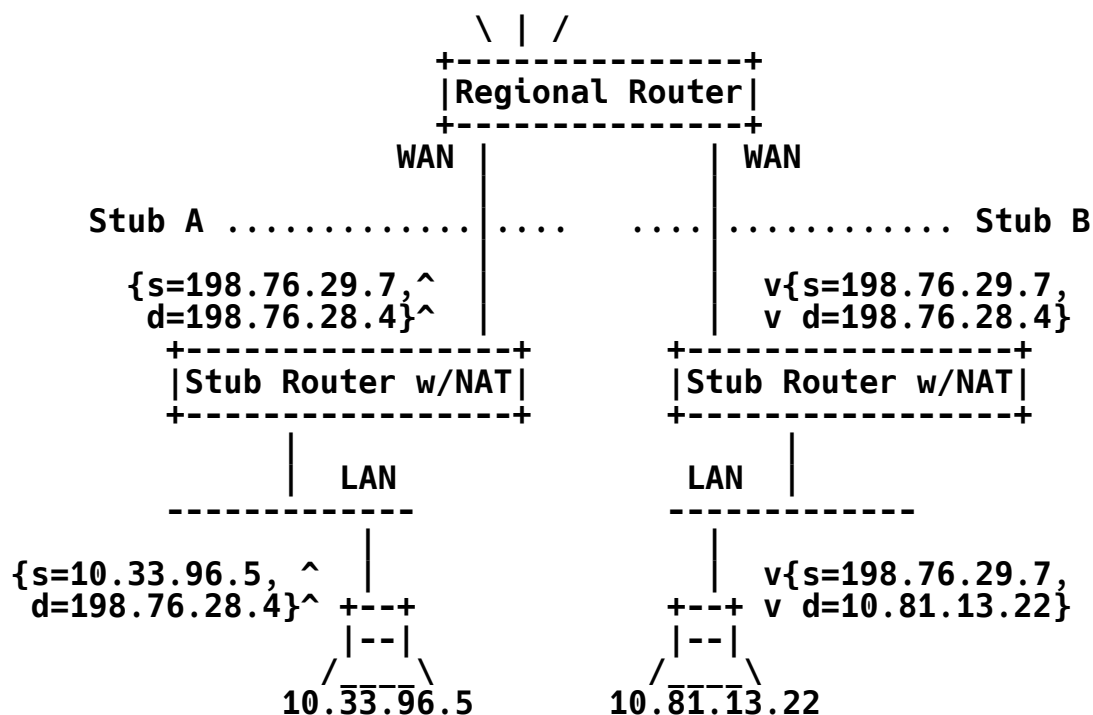 \ | /
+---------------+
|Regional Router|
+---------------+
WAN | | WAN
| |
Stub A .............|.... ....|............ Stub B
| |
{s=198.76.29.7,^ | | v{s=198.76.29.7,
d=198.76.28.4}^ | | v d=198.76.28.4}
+-----------------+ +-----------------+
|Stub Router w/NAT| |Stub Router w/NAT|
+-----------------+ +-----------------+
| |
| LAN LAN |
------------- -------------
| |
{s=10.33.96.5, ^ | | v{s=198.76.29.7,
d=198.76.28.4}^ +--+ +--+ v d=10.81.13.22}
|--| |--|
/____\ /____\
10.33.96.5 10.81.13.22